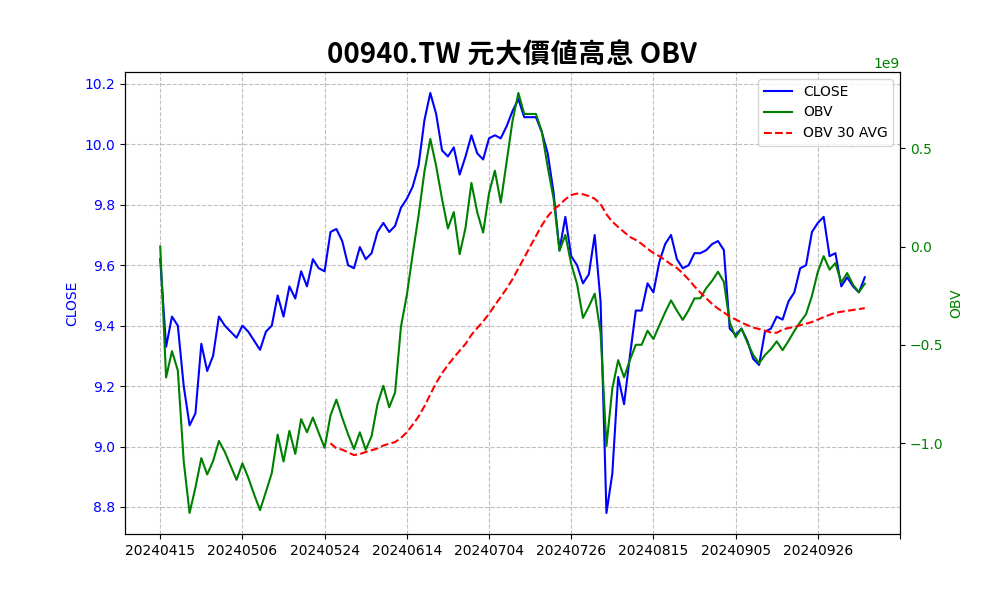 00940.TW 元大價值高息 OBV
1e9
CLOSE
OBV
OBV 30 AVG
10.2
10.0
9.8
9.6
9.4
9.2
9.0
8.8
CLOSE
0.5
0.0
−0.5
−1.0
OBV
20240415 20240506 20240524 20240614 20240704 20240726 20240815 20240905 20240926